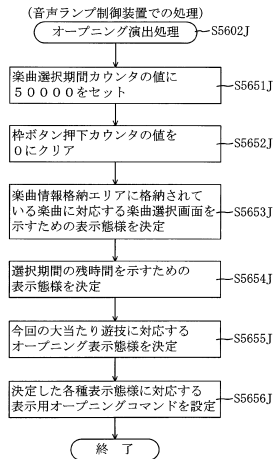 (音声ランプ制御装置での処理)
オープニング演出処理
S5602J
楽曲選択期間カウンタの値に
50000をセット
S5651J
枠ボタン押下カウンタの値を
0にクリア
S5652J
楽曲情報格納エリアに格納されて
いる楽曲に対応する楽曲選択画面を
示すための表示態様を決定
S5653J
選択期間の残時間を示すための
表示態様を決定
S5654J
今回の大当たり遊技に対応する
オープニング表示態様を決定
S5655J
決定した各種表示態様に対応する
表示用オープニングコマンドを設定
S5656J
終 了